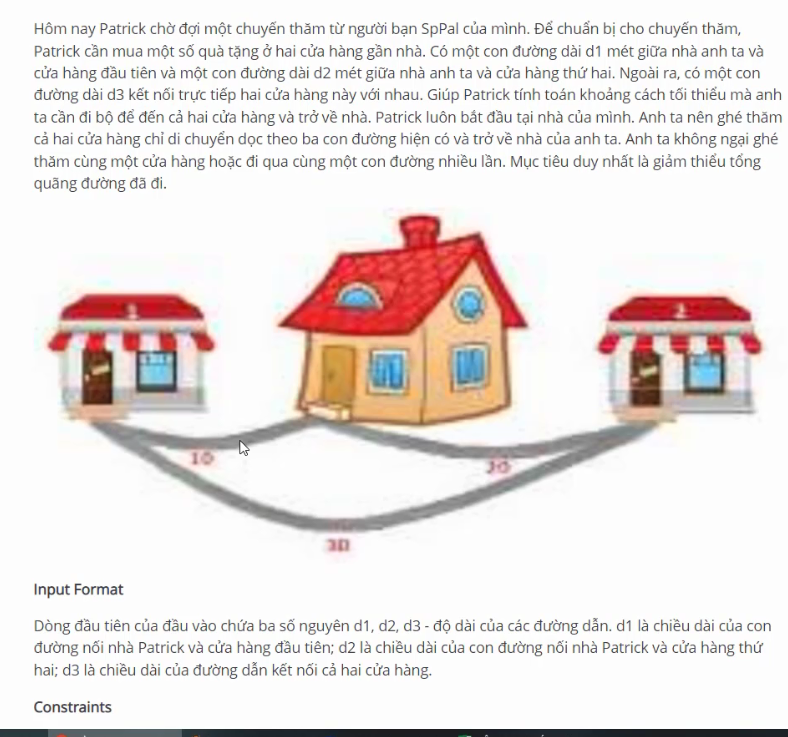 Hôm nay Patrick chờ đợi một chuyến thăm từ người bạn SpPal của mình. Để chuẩn bị cho chuyến thăm,
Patrick cần mua một số quà tặng ở hai cửa hàng gần nhà. Có một con đường dài d1 mét giữa nhà anh ta và
cửa hàng đầu tiên và một con đường dài d2 mét giữa nhà anh ta và cửa hàng thứ hai. Ngoài ra, có một con
đường dài d3 kết nối trực tiếp hai cửa hàng này với nhau. Giúp Patrick tính toán khoảng cách tối thiểu mà anh
ta cần đi bộ để đến cả hai cửa hàng và trở về nhà. Patrick luôn bắt đầu tại nhà của mình. Anh ta nên ghé thăm
cả hai cửa hàng chỉ di chuyển dọc theo ba con đường hiện có và trở về nhà của anh ta. Anh ta không ngại ghé
thăm cùng một cửa hàng hoặc đi qua cùng một con đường nhiều lần. Mục tiêu duy nhất là giảm thiểu tổng
quãng đường đã đi.
1
2
10
20
30
Input Format
Dòng đầu tiên của đầu vào chứa ba số nguyên d1, d2, d3 - độ dài của các đường dẫn. d1 là chiều dài của con
đường nối nhà Patrick và cửa hàng đầu tiên; d2 là chiều dài của con đường nối nhà Patrick và cửa hàng thứ
hai; d3 là chiều dài của đường dẫn kết nối cả hai cửa hàng.
Constraints